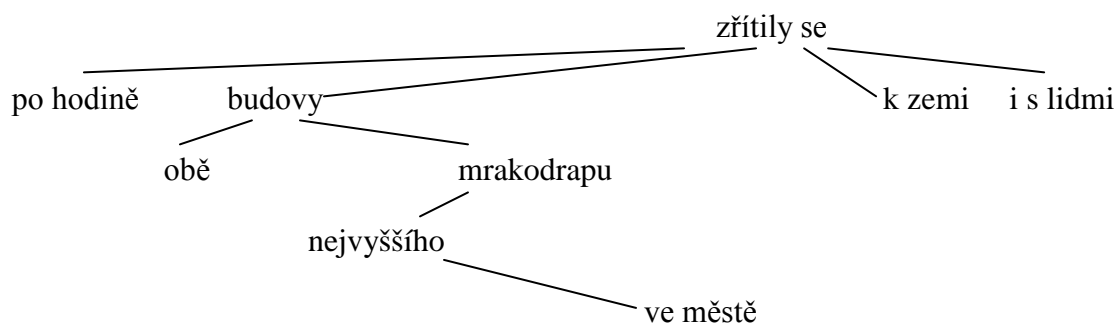 zřítily se
po hodině budovy k zemi i s lidmi
obě mrakodrapu
nejvyššího
ve městě